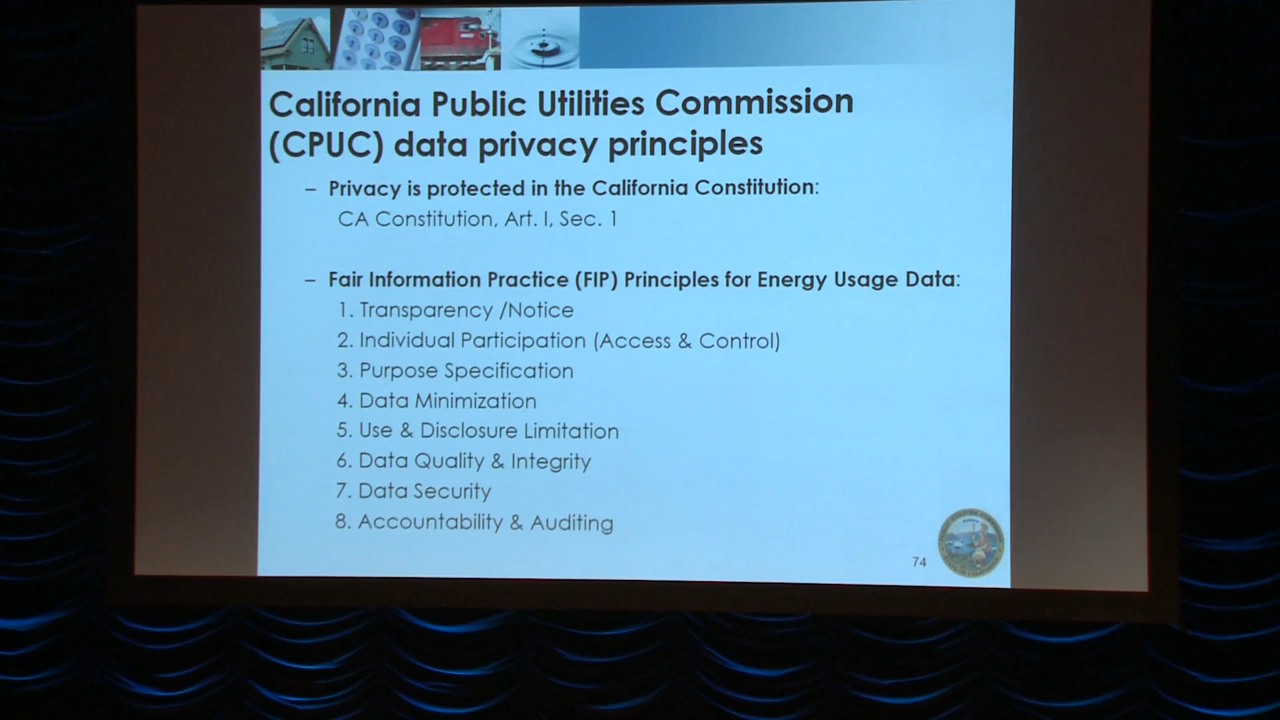 California Public Utilities Commission
(CPUC) data privacy principles
– Privacy is protected in the California Constitution:
CA Constitution, Art. I, Sec. 1
– Fair Information Practice (FIP) Principles for Energy Usage Data:
1. Transparency /Notice
2. Individual Participation (Access & Control)
3. Purpose Specification
4. Data Minimization
5. Use & Disclosure Limitation
6. Data Quality & Integrity
7. Data Security
8. Accountability & Auditing
74